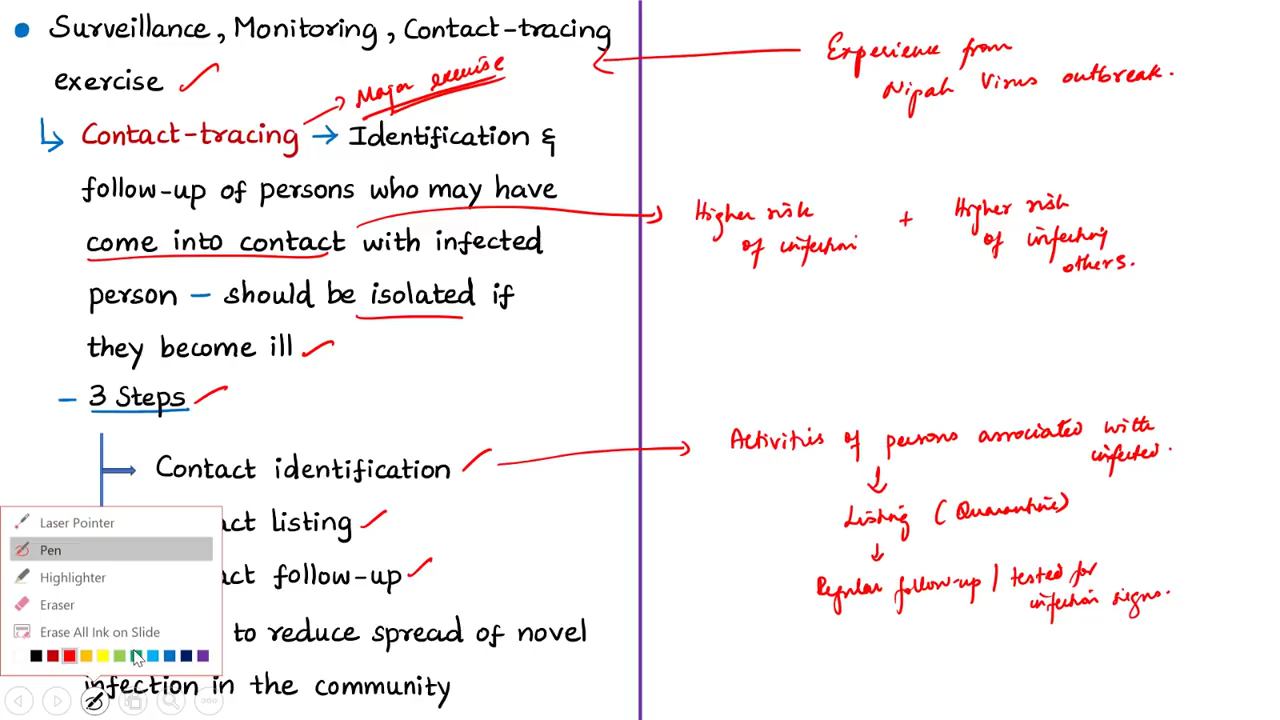 Surveillance, Monitoring, Contact-tracing
exercise
Major exercise
Contact-tracing → Identification &
follow-up of persons who may have
come into contact with infected
person – should be isolated if
they become ill
– 3 Steps
Contact identification
act listing
act follow-up
to reduce spread of novel
infection in the community
Experience from
Nipah Virus outbreak.
Higher risk
of infection
+
Higher risk
of infecting
others.
Activities of persons associated with
infected.
Listing (Quarantine)
Regular follow-up / tested for
infection signs.
Laser Pointer
Pen
Highlighter
Eraser
Erase All Ink on Slide